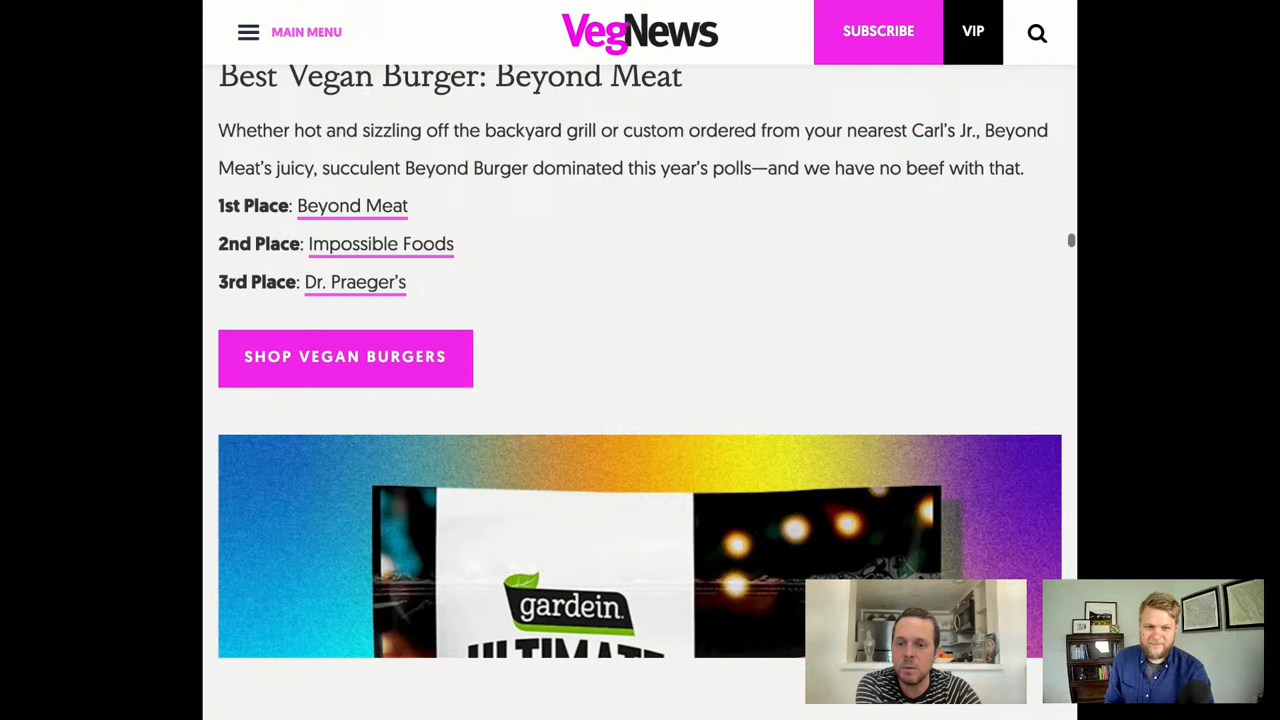 MAIN MENU
VegNews
SUBSCRIBE
VIP
Best Vegan Burger: Beyond Meat
Whether hot and sizzling off the backyard grill or custom ordered from your nearest Carl’s Jr., Beyond
Meat’s juicy, succulent Beyond Burger dominated this year’s polls—and we have no beef with that.
1st Place: Beyond Meat
2nd Place: Impossible Foods
3rd Place: Dr. Praeger’s
SHOP VEGAN BURGERS
gardein.
ULTIMATE